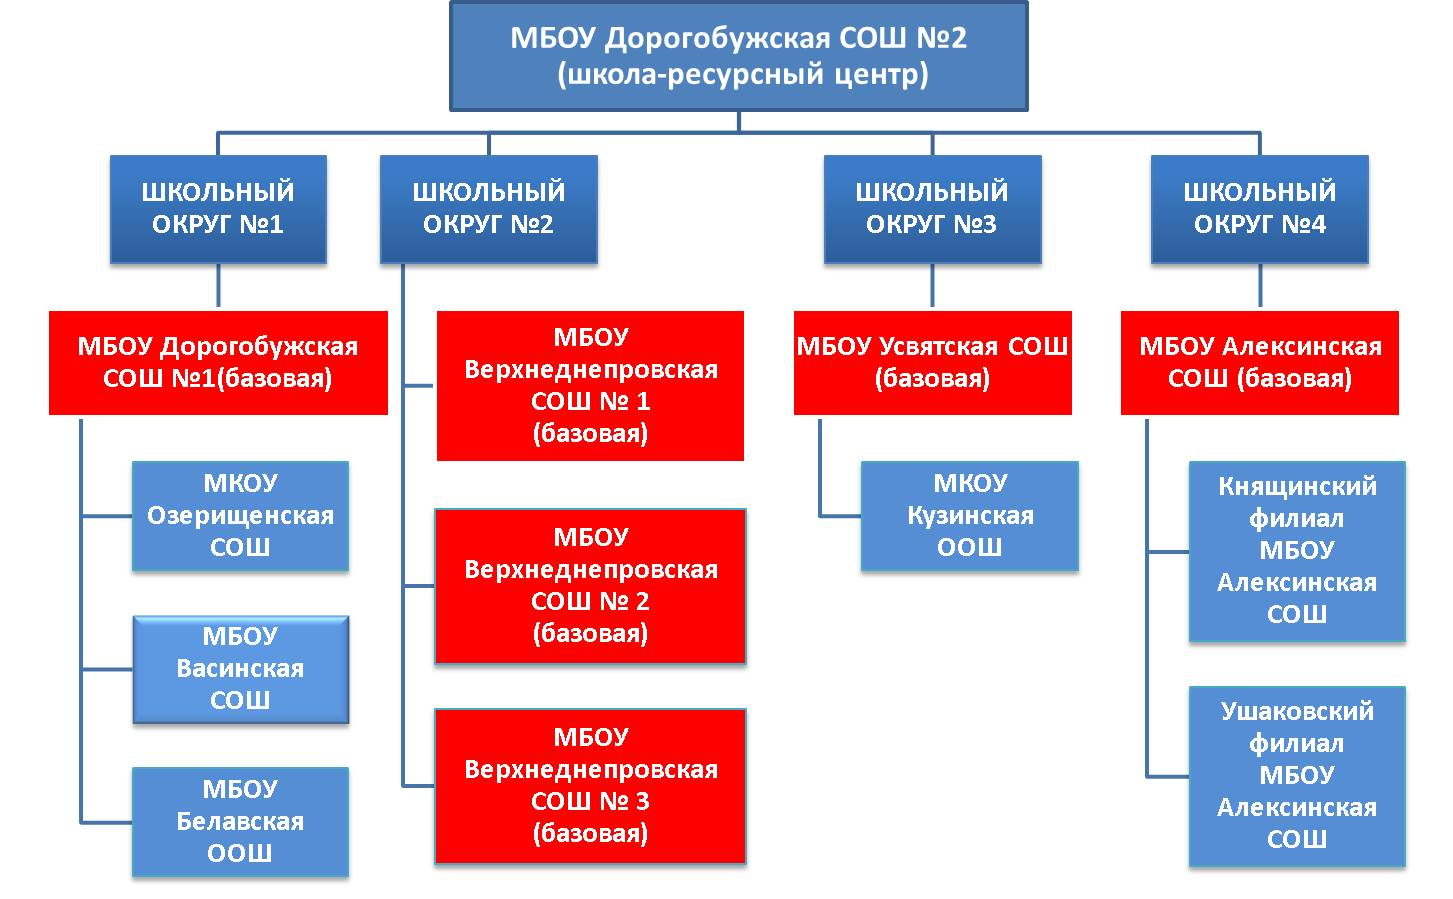 МБОУ Дорогобужская СОШ №2
(школа-ресурсный центр)
ШКОЛЬНЫЙ
ОКРУГ №1
ШКОЛЬНЫЙ
ОКРУГ №2
ШКОЛЬНЫЙ
ОКРУГ №3
ШКОЛЬНЫЙ
ОКРУГ №4
МБОУ Дорогобужская
СОШ №1(базовая)
МКОУ
Озерищенская
СОШ
МБОУ
Васинская
СОШ
МБОУ
Белавская
ООШ
МБОУ
Верхнеднепровская
СОШ № 1
(базовая)
МБОУ
Верхнеднепровская
СОШ № 2
(базовая)
МБОУ
Верхнеднепровская
СОШ № 3
(базовая)
МБОУ Усвятская СОШ
(базовая)
МКОУ
Кузинская
ООШ
МБОУ Алексинская
СОШ (базовая)
Княщинский
филиал
МБОУ
Алексинская
СОШ
Ушаковский
филиал
МБОУ
Алексинская
СОШ